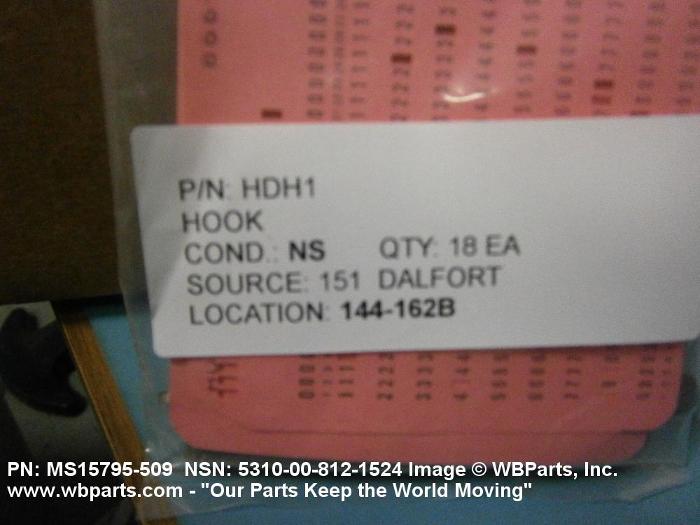 P/N: HDH1
HOOK
COND.: NS QTY: 18 EA
SOURCE: 151 DALFORT
LOCATION: 144-162B
PN: MS15795-509 NSN: 5310-00-812-1524 Image © WBParts, Inc.
www.wbparts.com - "Our Parts Keep the World Moving"